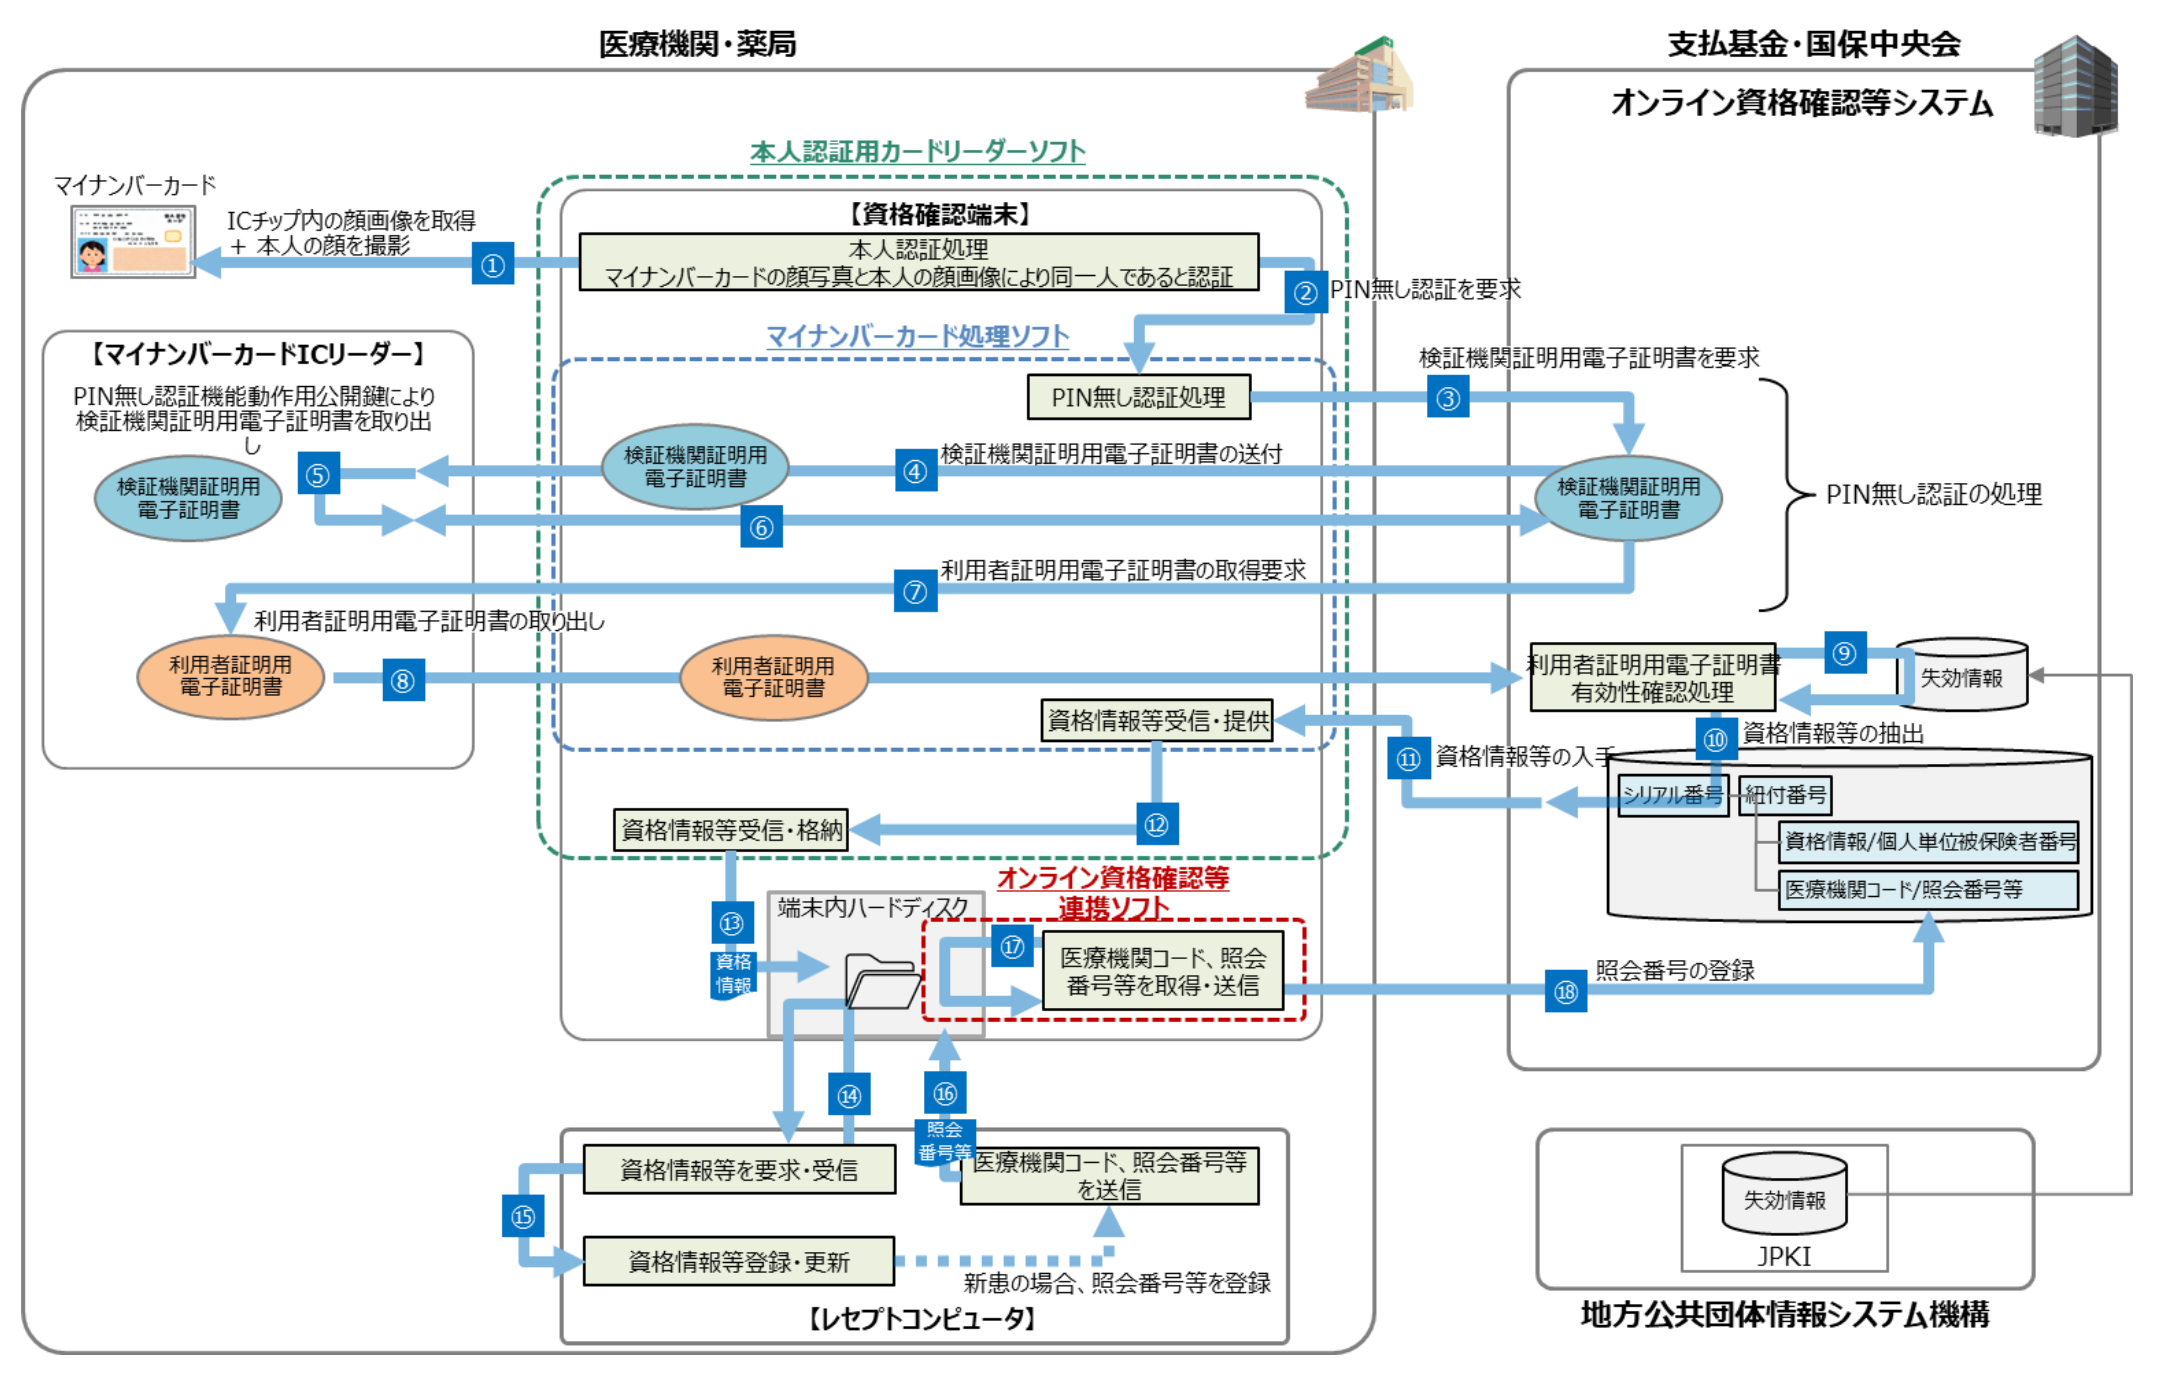 医療機関・薬局
支払基金・国保中央会
オンライン資格確認等システム
本人認証用カードリーダーソフト
マイナンバーカード
ICチップ内の顔画像を取得
＋ 本人の顔を撮影
①
【資格確認端末】
本人認証処理
マイナンバーカードの顔写真と本人の顔画像により同一人であると認証
②
PIN無し認証を要求
マイナンバーカード処理ソフト
【マイナンバーカードICリーダー】
PIN無し認証機能動作用公開鍵により
検証機関証明用電子証明書を取り出
し
PIN無し認証処理
③
検証機関証明用電子証明書を要求
検証機関証明用
電子証明書
④
検証機関証明用電子証明書の送付
⑤
検証機関証明用
電子証明書
検証機関証明用
電子証明書
PIN無し認証の処理
⑥
⑦
利用者証明用電子証明書の取得要求
利用者証明用電子証明書の取り出し
利用者証明用
電子証明書
⑧
利用者証明用
電子証明書
利用者証明用電子証明書
有効性確認処理
⑨
失効情報
資格情報等受信・提供
⑩
資格情報等の抽出
⑪
資格情報等の入手
シリアル番号
紐付番号
資格情報/個人単位被保険者番号
医療機関コード/照会番号等
資格情報等受信・格納
⑫
オンライン資格確認等
連携ソフト
⑬
資格
情報
端末内ハードディスク
⑰
医療機関コード、照会
番号等を取得・送信
⑱
照会番号の登録
⑭
⑯
照会
番号等
資格情報等を要求・受信
医療機関コード、照会番号等
を送信
⑮
資格情報等登録・更新
新患の場合、照会番号等を登録
【レセプトコンピュータ】
失効情報
JPKI
地方公共団体情報システム機構